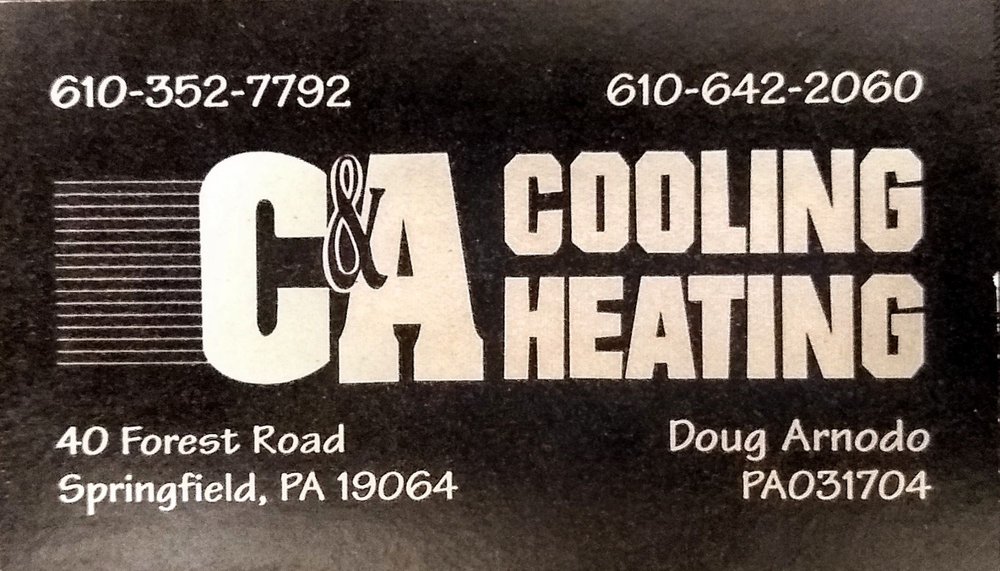 610-352-7792 610-642-2060
C&A COOLING
HEATING
40 Forest Road
Springfield, PA 19064
Doug Arnodo
PA031704